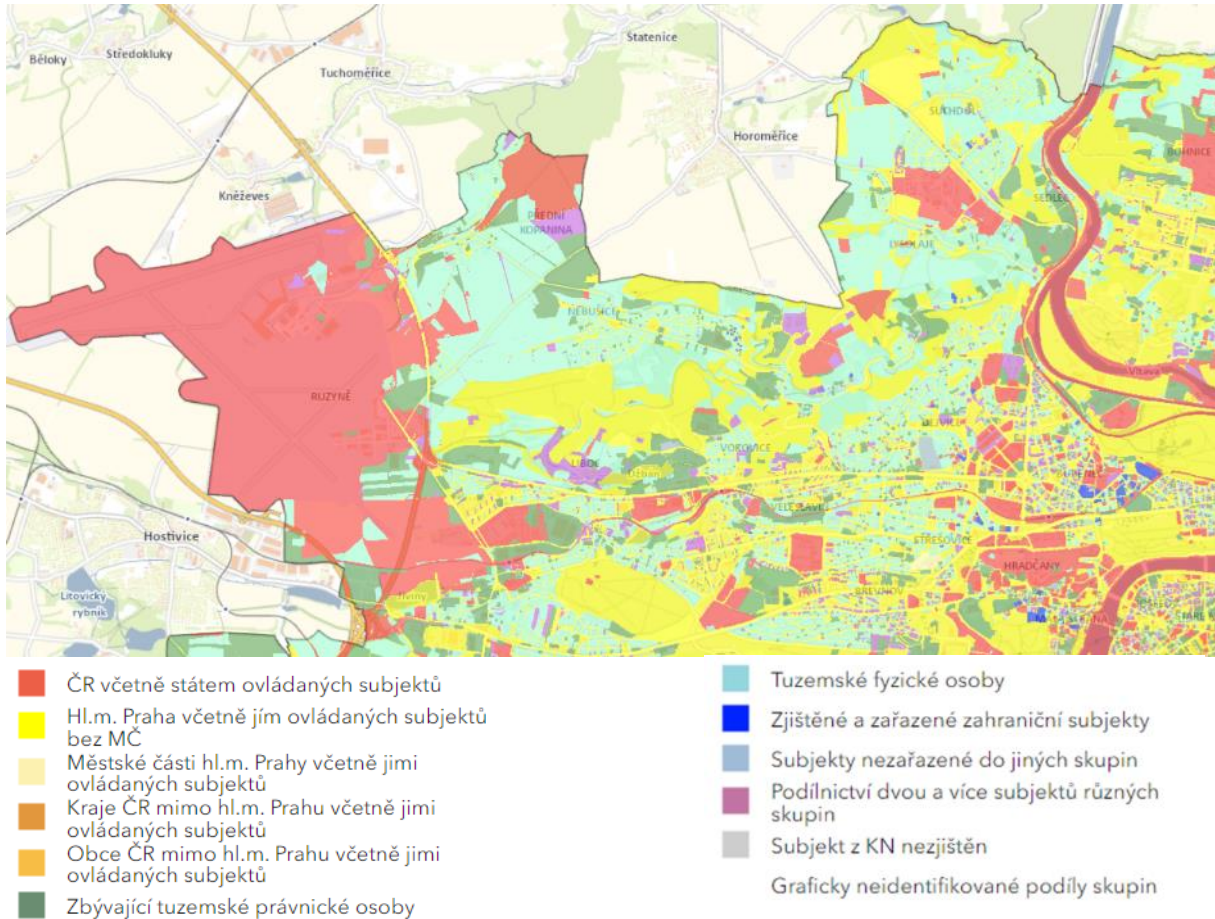 Statenice
Běloky
Středokluky
Tuchoměřice
SUCHDOL
Horoměřice
BOHNICE
Kněževes
SEDLEC
PŘEDNÍ
KOPANINA
LYSOLAJE
NEBUŠICE
Vltava
RUZYNĚ
DEJVICE
VOKOVICE
LIBOC
Džbán
VELESLAVÍN
Hostivice
STŘEŠOVICE
HRADČANY
Litovický
rybník
Jiviny
BŘEVNOV
ČR včetně státem ovládaných subjektů
Hl.m. Praha včetně jím ovládaných subjektů
bez MČ
Městské části hl.m. Prahy včetně jimi
ovládaných subjektů
Kraje ČR mimo hl.m. Prahu včetně jimi
ovládaných subjektů
Obce ČR mimo hl.m. Prahu včetně jimi
ovládaných subjektů
Zbývající tuzemské právnické osoby
Tuzemské fyzické osoby
Zjištěné a zařazené zahraniční subjekty
Subjekty nezařazené do jiných skupin
Podílnictví dvou a více subjektů různých
skupin
Subjekt z KN nezjištěn
Graficky neidentifikované podíly skupin